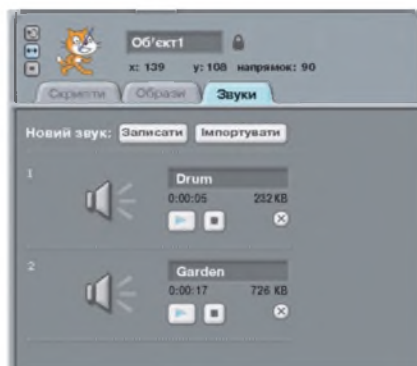 Об'єкт1
x: 139 y: 108 напрямок: 90
Скрипти Образи Звуки
Новий звук: Записати Імпортувати
1
Drum
0:00:05 232 KB
2
Garden
0:00:17 726 KB